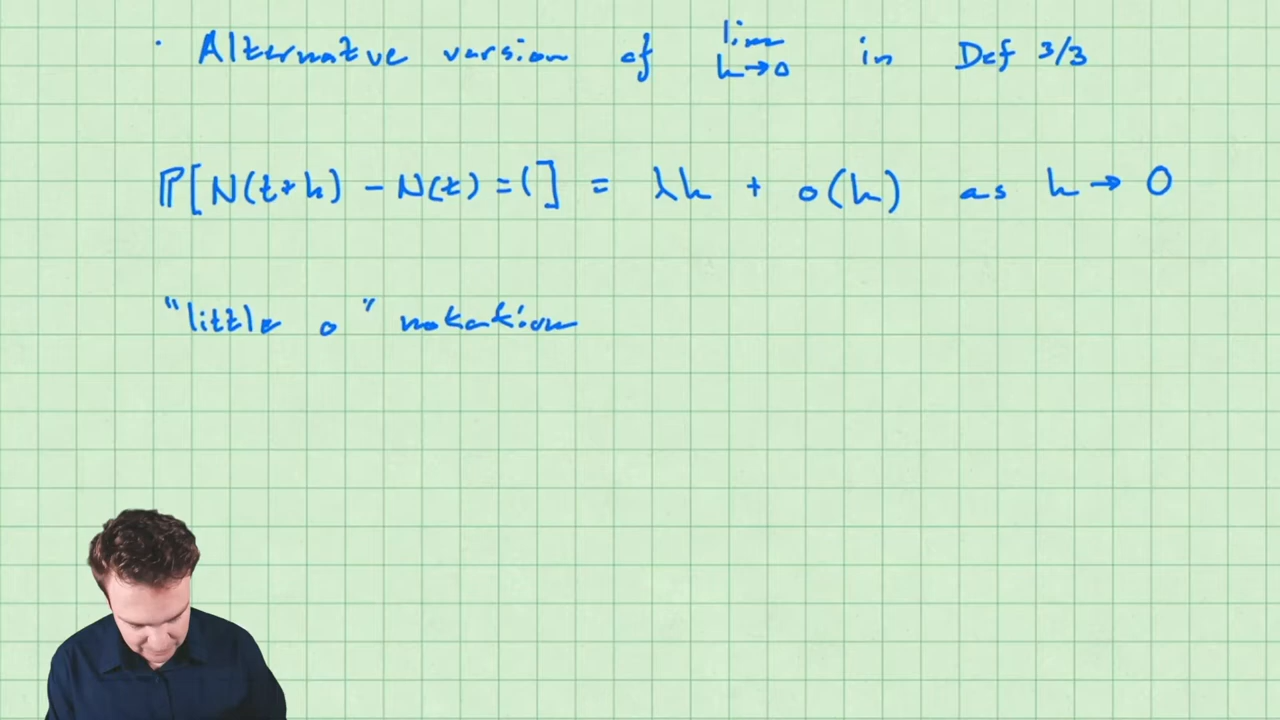 · Alternative version of lim h→0 in Def 3/3
ℙ[N(t+h) - N(t) = 1] = λh + o(h) as h → 0
"little o" notation